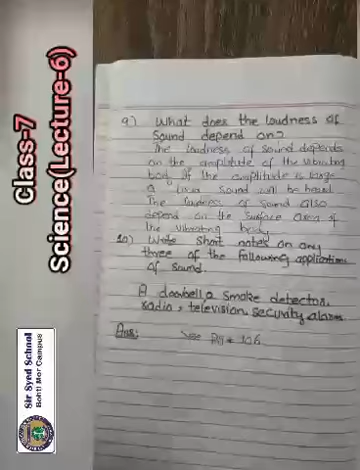 Class-7
Science(Lecture-6)
Sir Syed School
Bohti Mor Campus
9) What does the loudness of
Sound depend on?
The loudness of sound depends
on the amplitude of the vibrating
body. If the amplitude is large
a sound will be heard
The loudness of sound also
depend on the surface area of
the vibrating body.
10) Write short notes on any
three of the following application
of sound.
A doorbell a smoke detector,
radio, television, security alarm
Ans:
See Pg# 106